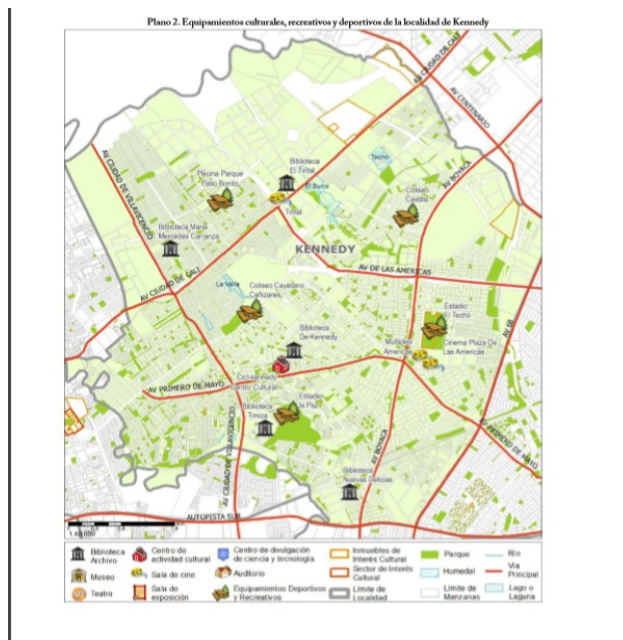 Plano 2. Equipamientos culturales, recreativos y deportivos de la localidad de Kennedy
AV CIUDAD DE CALI
AV CENTENARIO
AV CIUDAD DE VILLAVICENCIO
Biblioteca
El Tintal
Techo
AV BOYACA
Pecina Parque
Patio Bonito
El Burro
Coliseo
Castilla
Tintal
Biblioteca Maria
Mercedes Carranza
KENNEDY
AV CIUDAD DE CALI
AV DE LAS AMERICAS
La Vaca
Coliseo Cayetano
Cañizares
Estadio
El Techo
AV 68
Biblioteca
De Kennedy
Multiplex
Americas
Cinema Plaza De
Las Americas
Kennedy
Centro Cultural
AV PRIMERO DE MAYO
Estadio
la Paz
Biblioteca
Timiza
AV PRIMERO DE MAYO
AV BOYACA
AV CIUDAD DE VILLAVICENCIO
Biblioteca
Nuevas Delicias
AUTOPISTA SUR
Biblioteca
Archivo
Centro de
actividad cultural
Centro de divulgación
de ciencia y tecnología
Inmuebles de
Interés Cultural
Parque
Río
Museo
Sala de cine
Auditorio
Sector de Interés
Cultural
Humedal
Vía
Principal
Teatro
Sala de
exposición
Equipamientos Deportivos
y Recreativos
Límite de
Localidad
Límite de
Manzanas
Lago o
Laguna